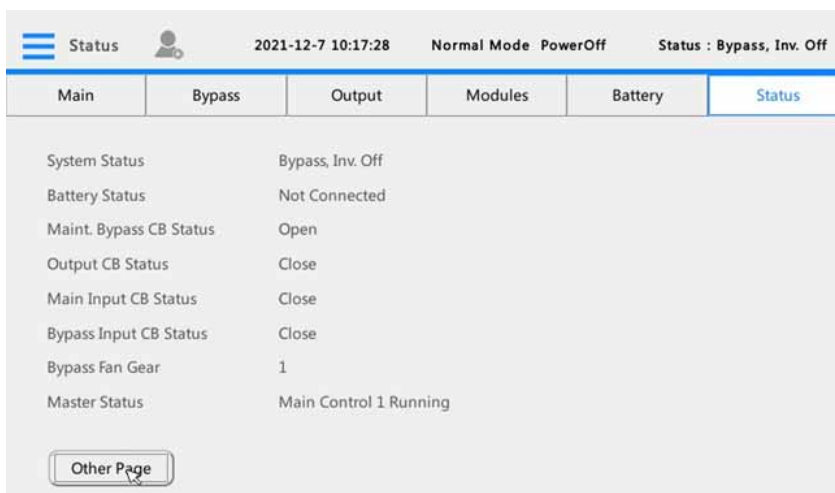 Status 2021-12-7 10:17:28 Normal Mode PowerOff Status : Bypass, Inv. Off
Main Bypass Output Modules Battery Status
System Status Bypass, Inv. Off
Battery Status Not Connected
Maint. Bypass CB Status Open
Output CB Status Close
Main Input CB Status Close
Bypass Input CB Status Close
Bypass Fan Gear 1
Master Status Main Control 1 Running
Other Page